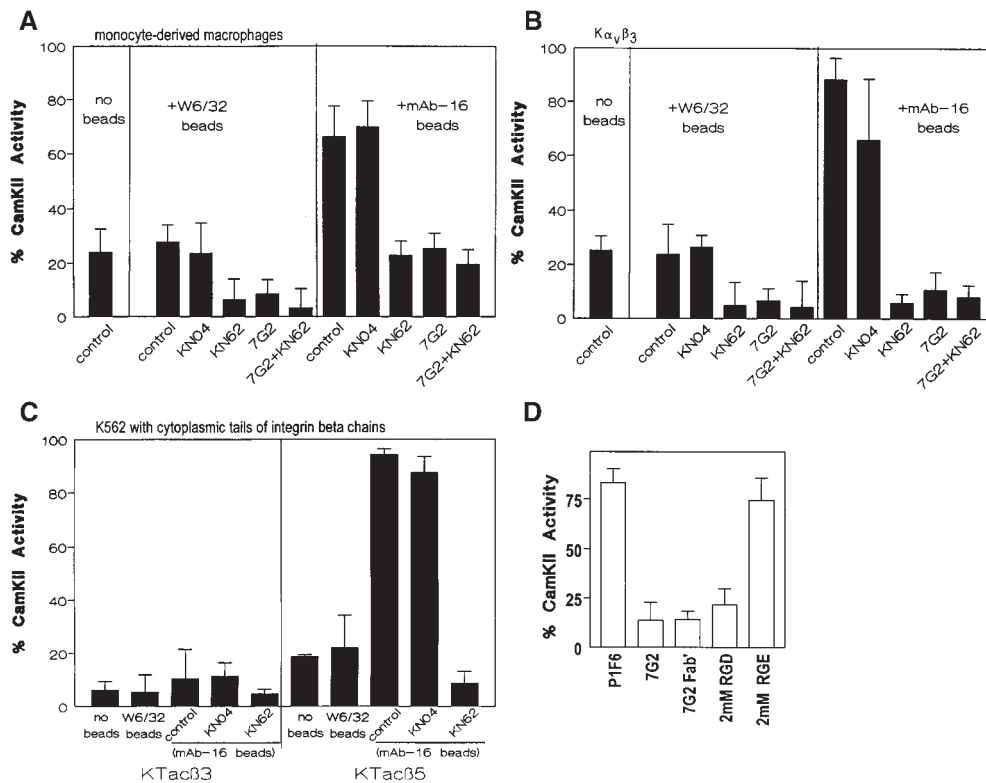 A
monocyte-derived macrophages
% CamKII Activity
100
80
60
40
20
0
no
beads
+W6/32
beads
+mAb-16
beads
control
control
KN04
KN62
7G2
7G2+KN62
control
KN04
KN62
7G2
7G2+KN62
B
Kαvβ3
% CamKII Activity
100
80
60
40
20
0
no
beads
+W6/32
beads
+mAb-16
beads
control
control
KN04
KN62
7G2
7G2+KN62
control
KN04
KN62
7G2
7G2+KN62
C
K562 with cytoplasmic tails of integrin beta chains
% CamKII Activity
100
80
60
40
20
0
no
beads
W6/32
beads
control
KN04
KN62
(mAb-16 beads)
no
beads
W6/32
beads
control
KN04
KN62
(mAb-16 beads)
KTacß3
KTacß5
D
% CamKII Activity
75
50
25
0
P1F6
7G2
7G2 Fab'
2mM RGD
2mM RGE